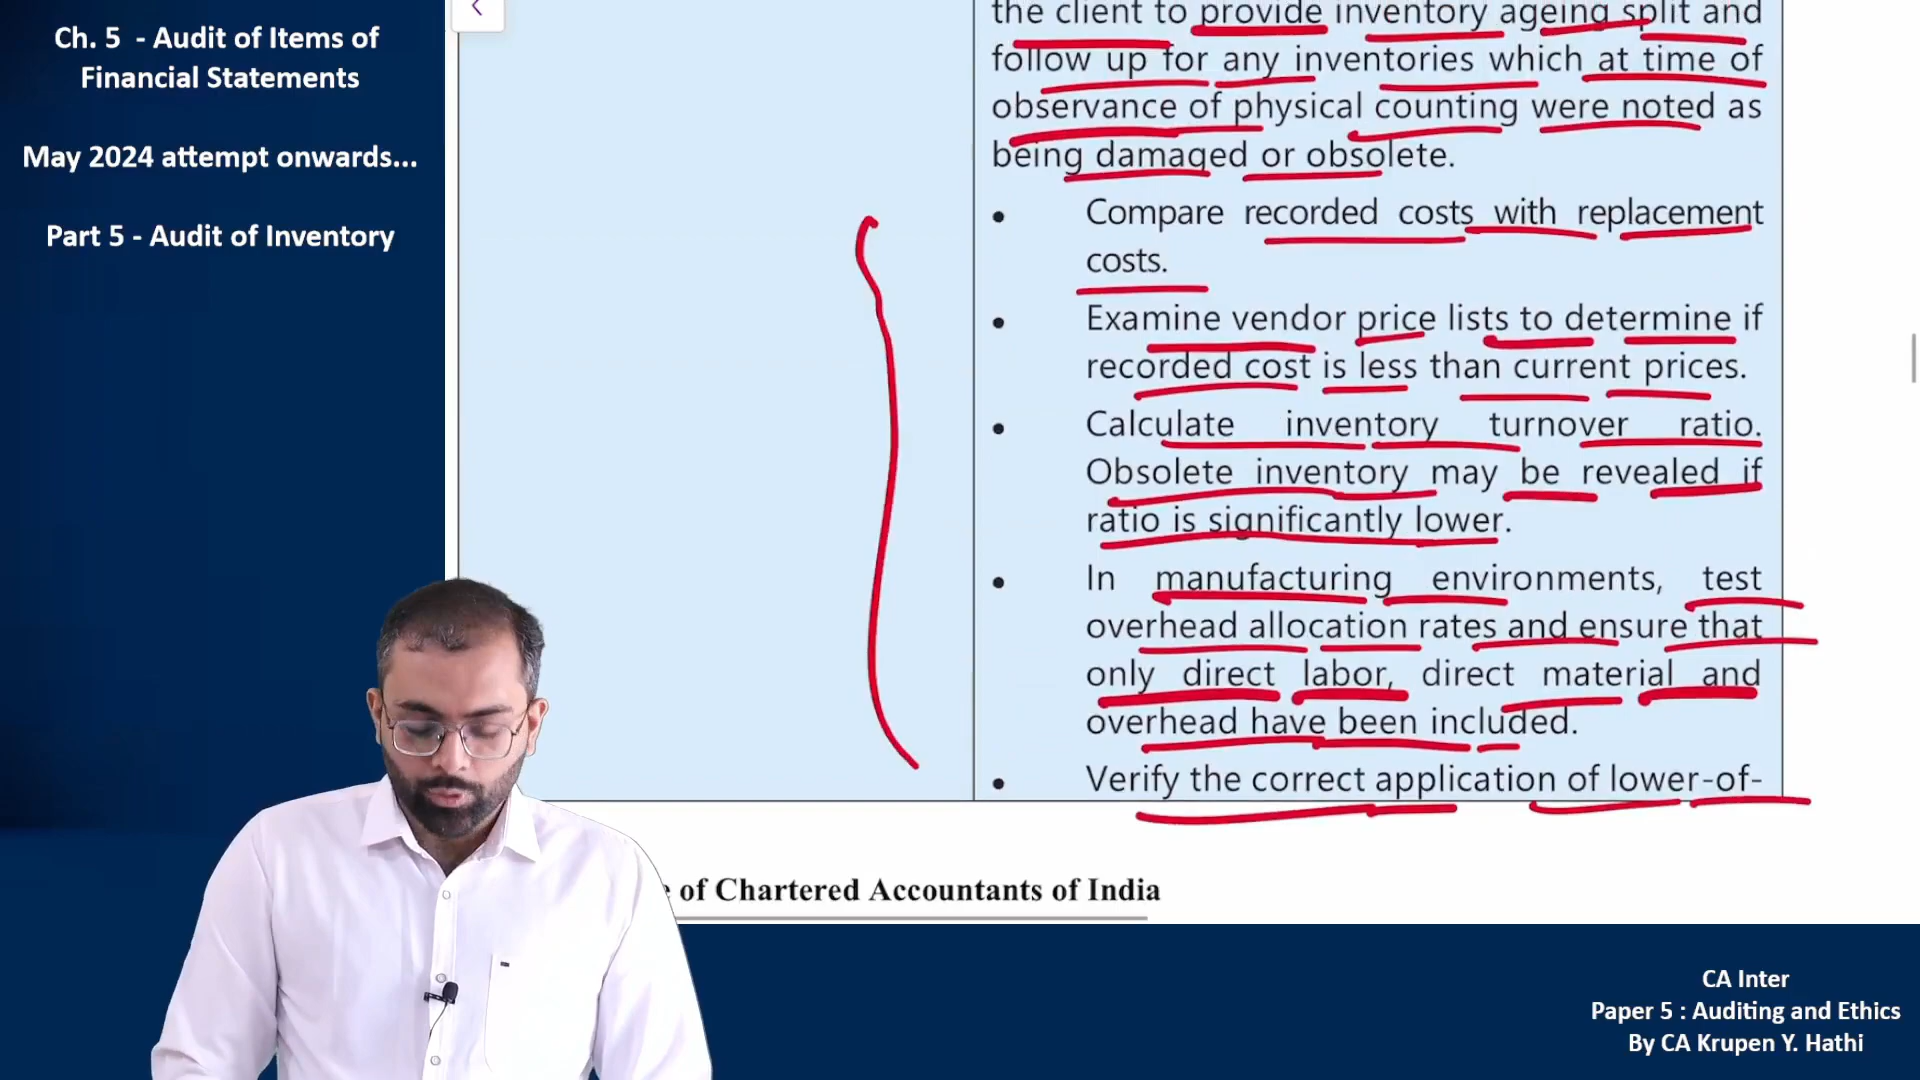 Ch. 5 - Audit of Items of
Financial Statements
May 2024 attempt onwards...
Part 5 - Audit of Inventory
the client to provide inventory ageing split and
follow up for any inventories which at time of
observance of physical counting were noted as
being damaged or obsolete.
• Compare recorded costs with replacement
costs.
• Examine vendor price lists to determine if
recorded cost is less than current prices.
• Calculate inventory turnover ratio.
Obsolete inventory may be revealed if
ratio is significantly lower.
• In manufacturing environments, test
overhead allocation rates and ensure that
only direct labor, direct material and
overhead have been included.
• Verify the correct application of lower-of-
of Chartered Accountants of India
CA Inter
Paper 5 : Auditing and Ethics
By CA Krupen Y. Hathi